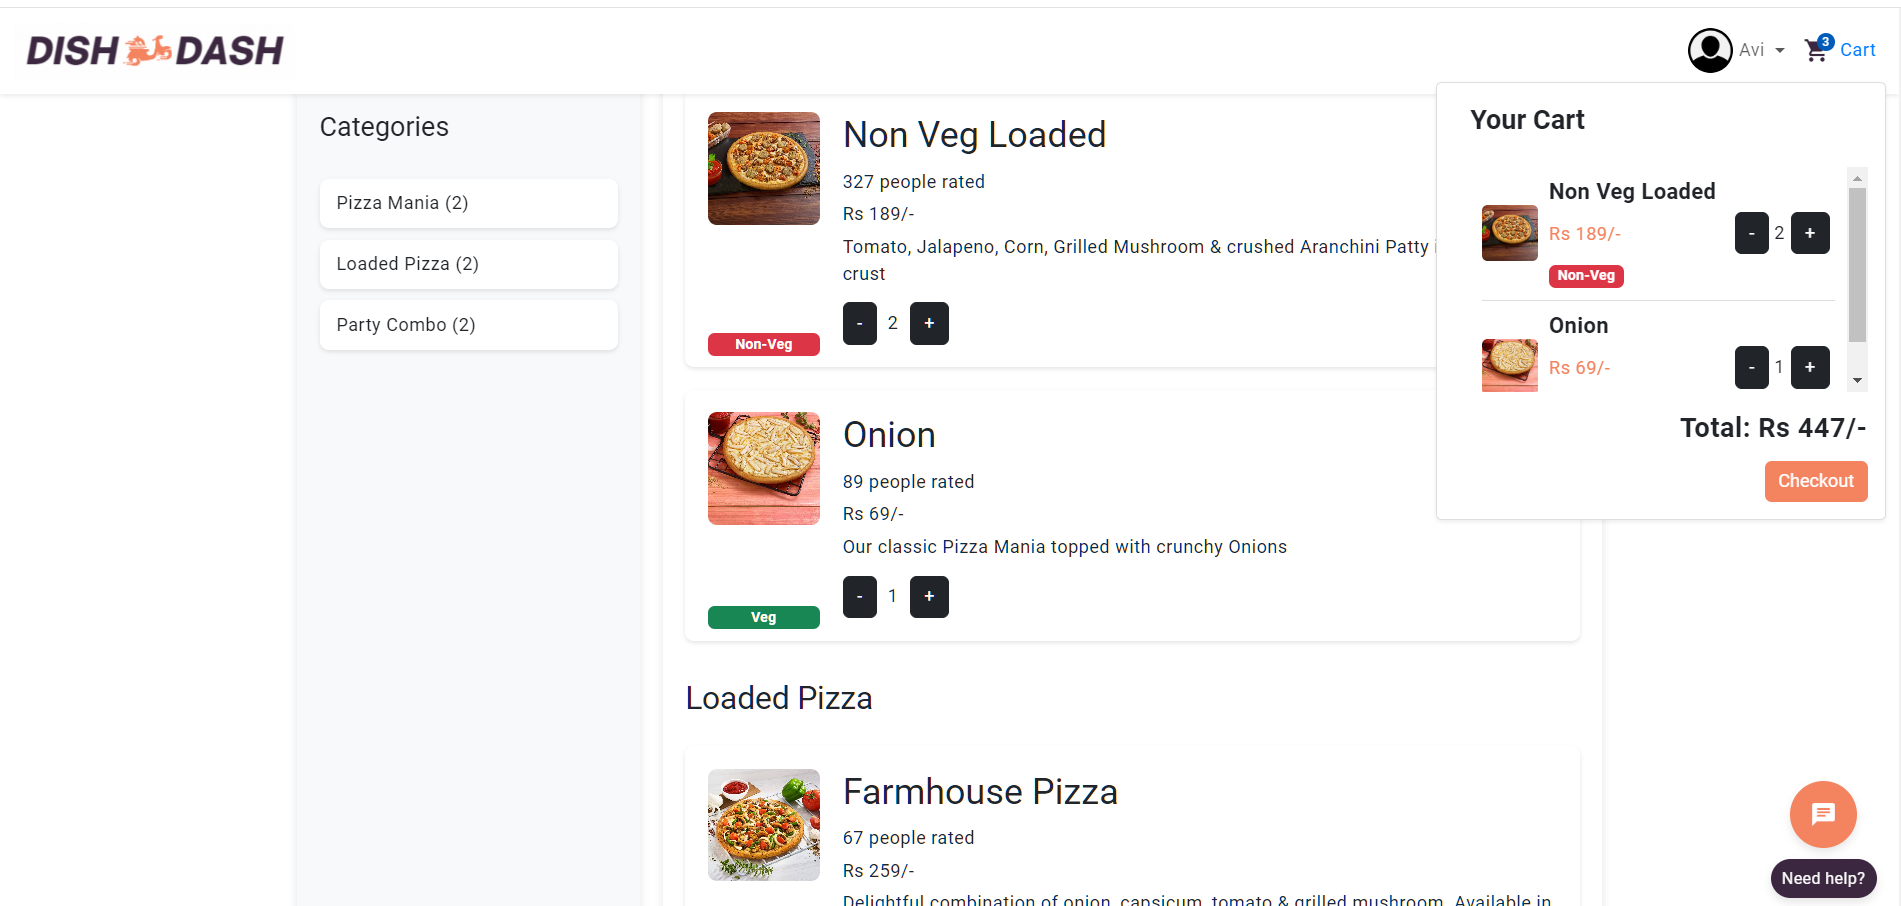 DISH DASH
Avi
3
Cart
Categories
Pizza Mania (2)
Loaded Pizza (2)
Party Combo (2)
Non Veg Loaded
327 people rated
Rs 189/-
Tomato, Jalapeno, Corn, Grilled Mushroom & crushed Aranchini Patty
crust
- 2 +
Non-Veg
Onion
89 people rated
Rs 69/-
Our classic Pizza Mania topped with crunchy Onions
- 1 +
Veg
Loaded Pizza
Farmhouse Pizza
67 people rated
Rs 259/-
Delightful combination of onion, capsicum, tomato & grilled mushroom. Available in
Your Cart
Non Veg Loaded
Rs 189/-
- 2 +
Non-Veg
Onion
Rs 69/-
- 1 +
Total: Rs 447/-
Checkout
Need help?